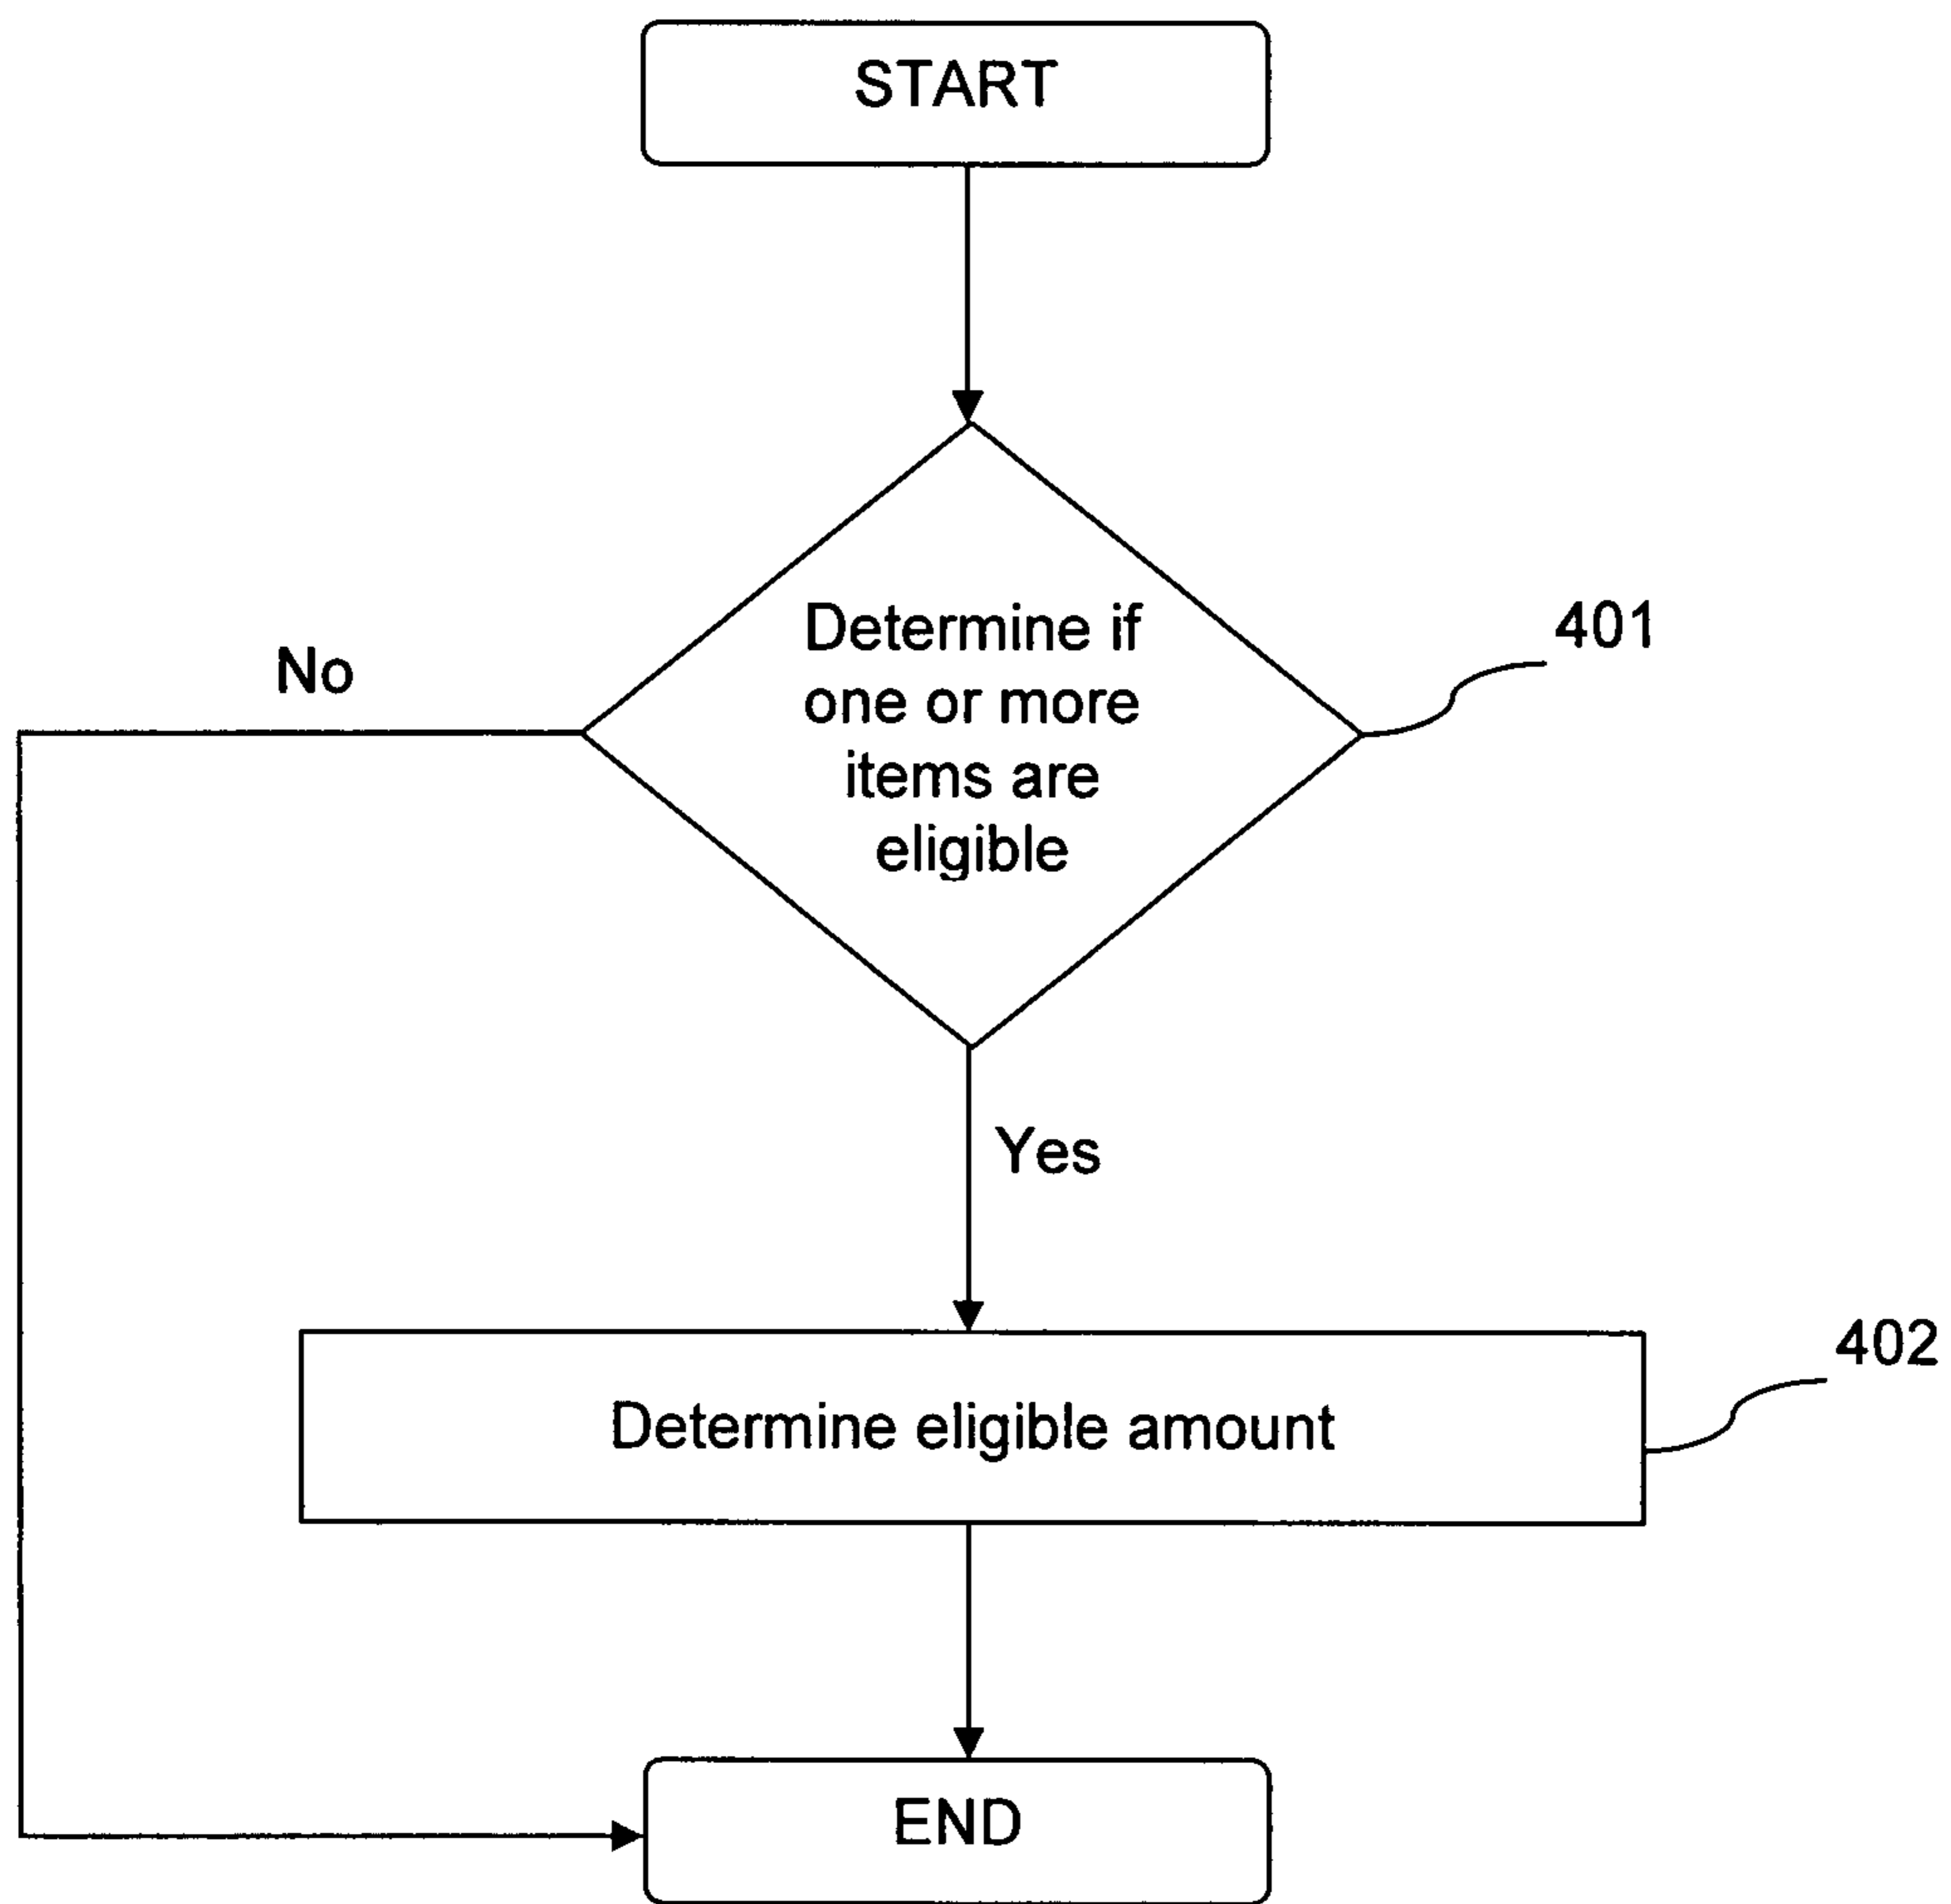 START
Determine if
one or more
items are
eligible
401
No
Yes
Determine eligible amount
402
END